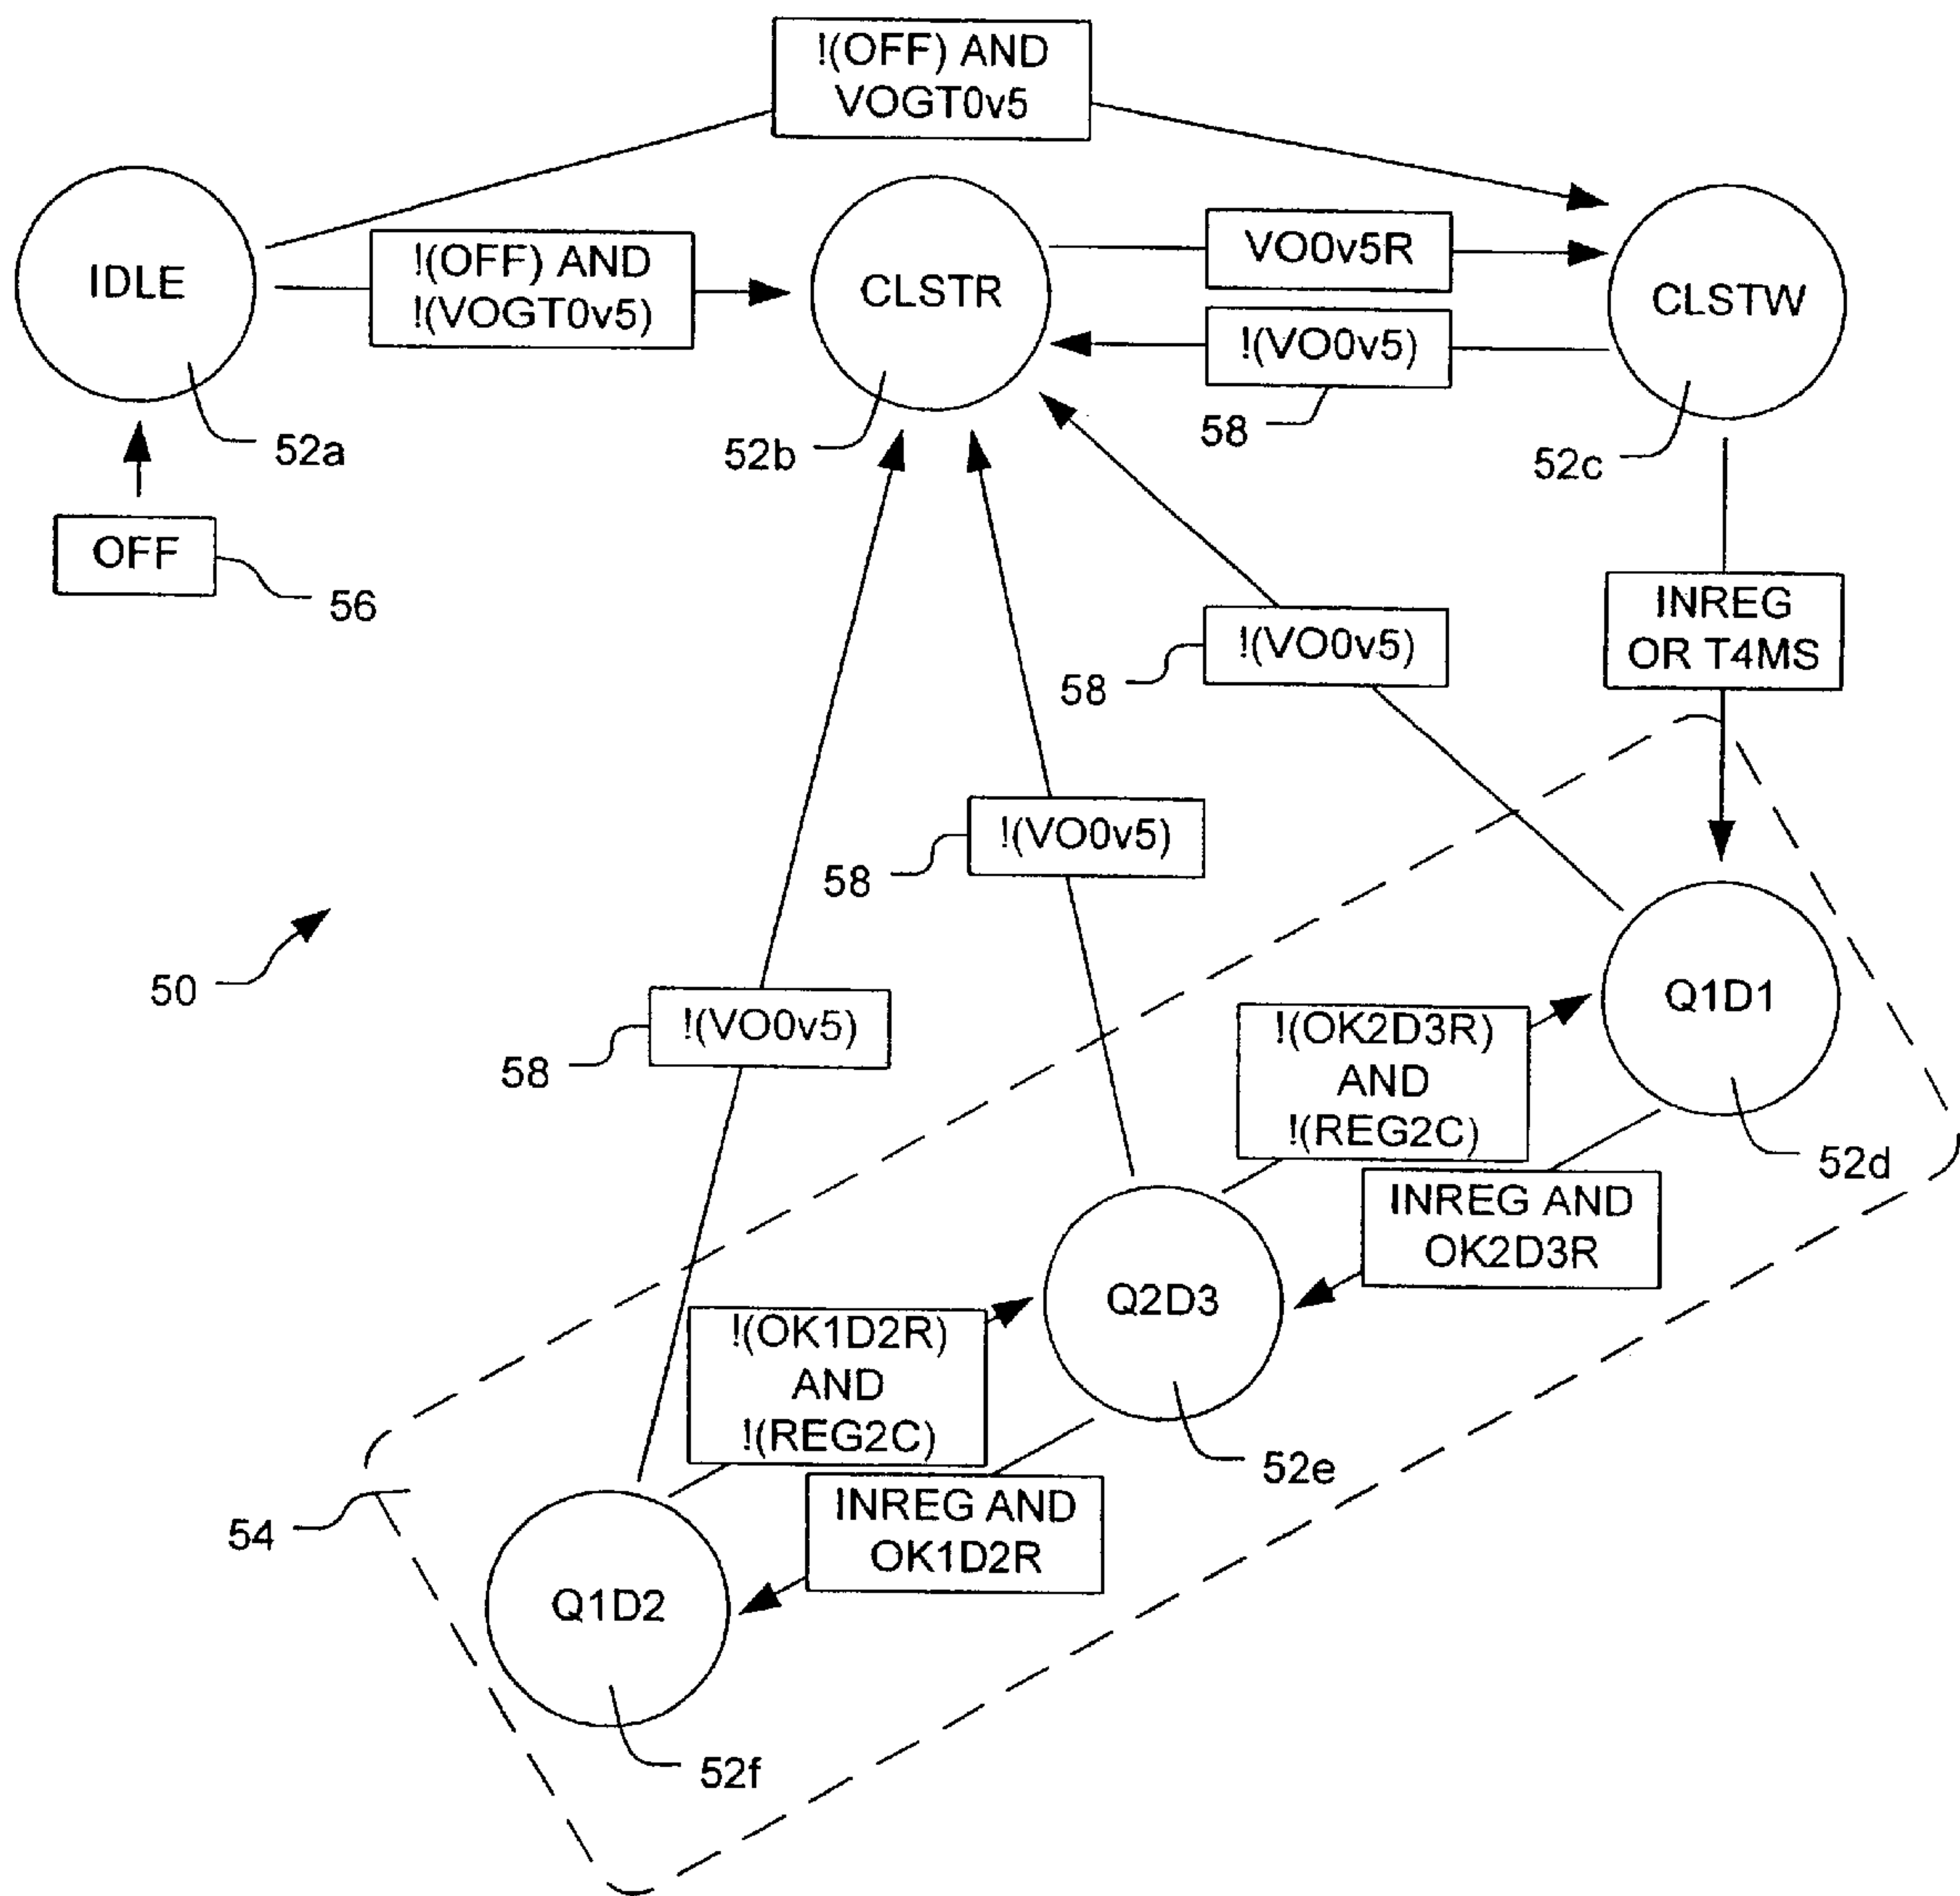 !(OFF) AND
VOGT0v5
IDLE
!(OFF) AND
!(VOGT0v5)
CLSTR
VO0v5R
!(VO0v5)
CLSTW
52a
52b
58
52c
OFF
56
INREG
OR T4MS
!(VO0v5)
58
!(VO0v5)
58
50
!(VO0v5)
58
Q1D1
!(OK2D3R)
AND
!(REG2C)
52d
INREG AND
OK2D3R
Q2D3
!(OK1D2R)
AND
!(REG2C)
52e
INREG AND
OK1D2R
54
Q1D2
52f